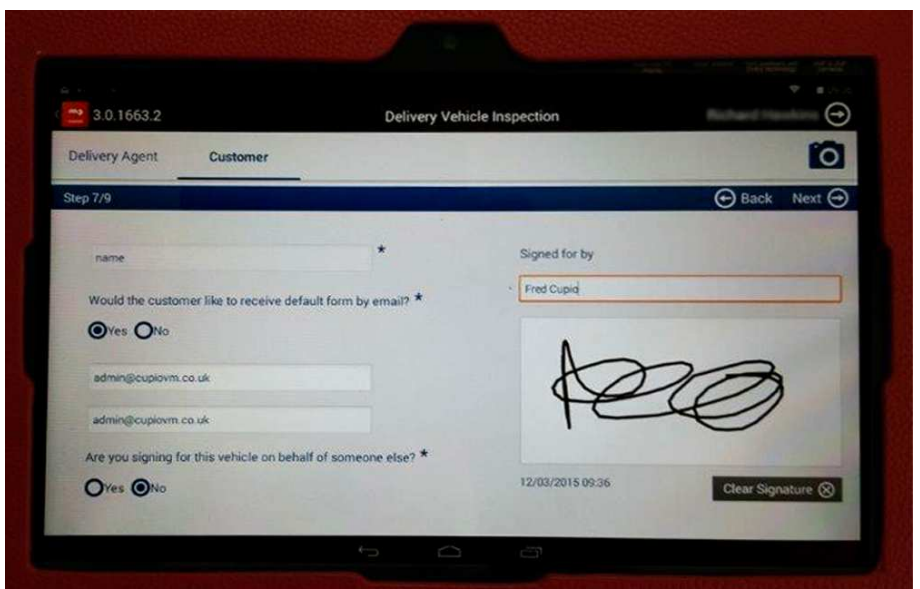 3.0.1663.2 Delivery Vehicle Inspection
Delivery Agent Customer
Step 7/9 Back Next
name *
Would the customer like to receive default form by email? *
Yes No
admin@cupiovm.co.uk
admin@cupiovm.co.uk
Are you signing for this vehicle on behalf of someone else? *
Yes No
Signed for by
Fred Cupio
12/03/2015 09:36 Clear Signature